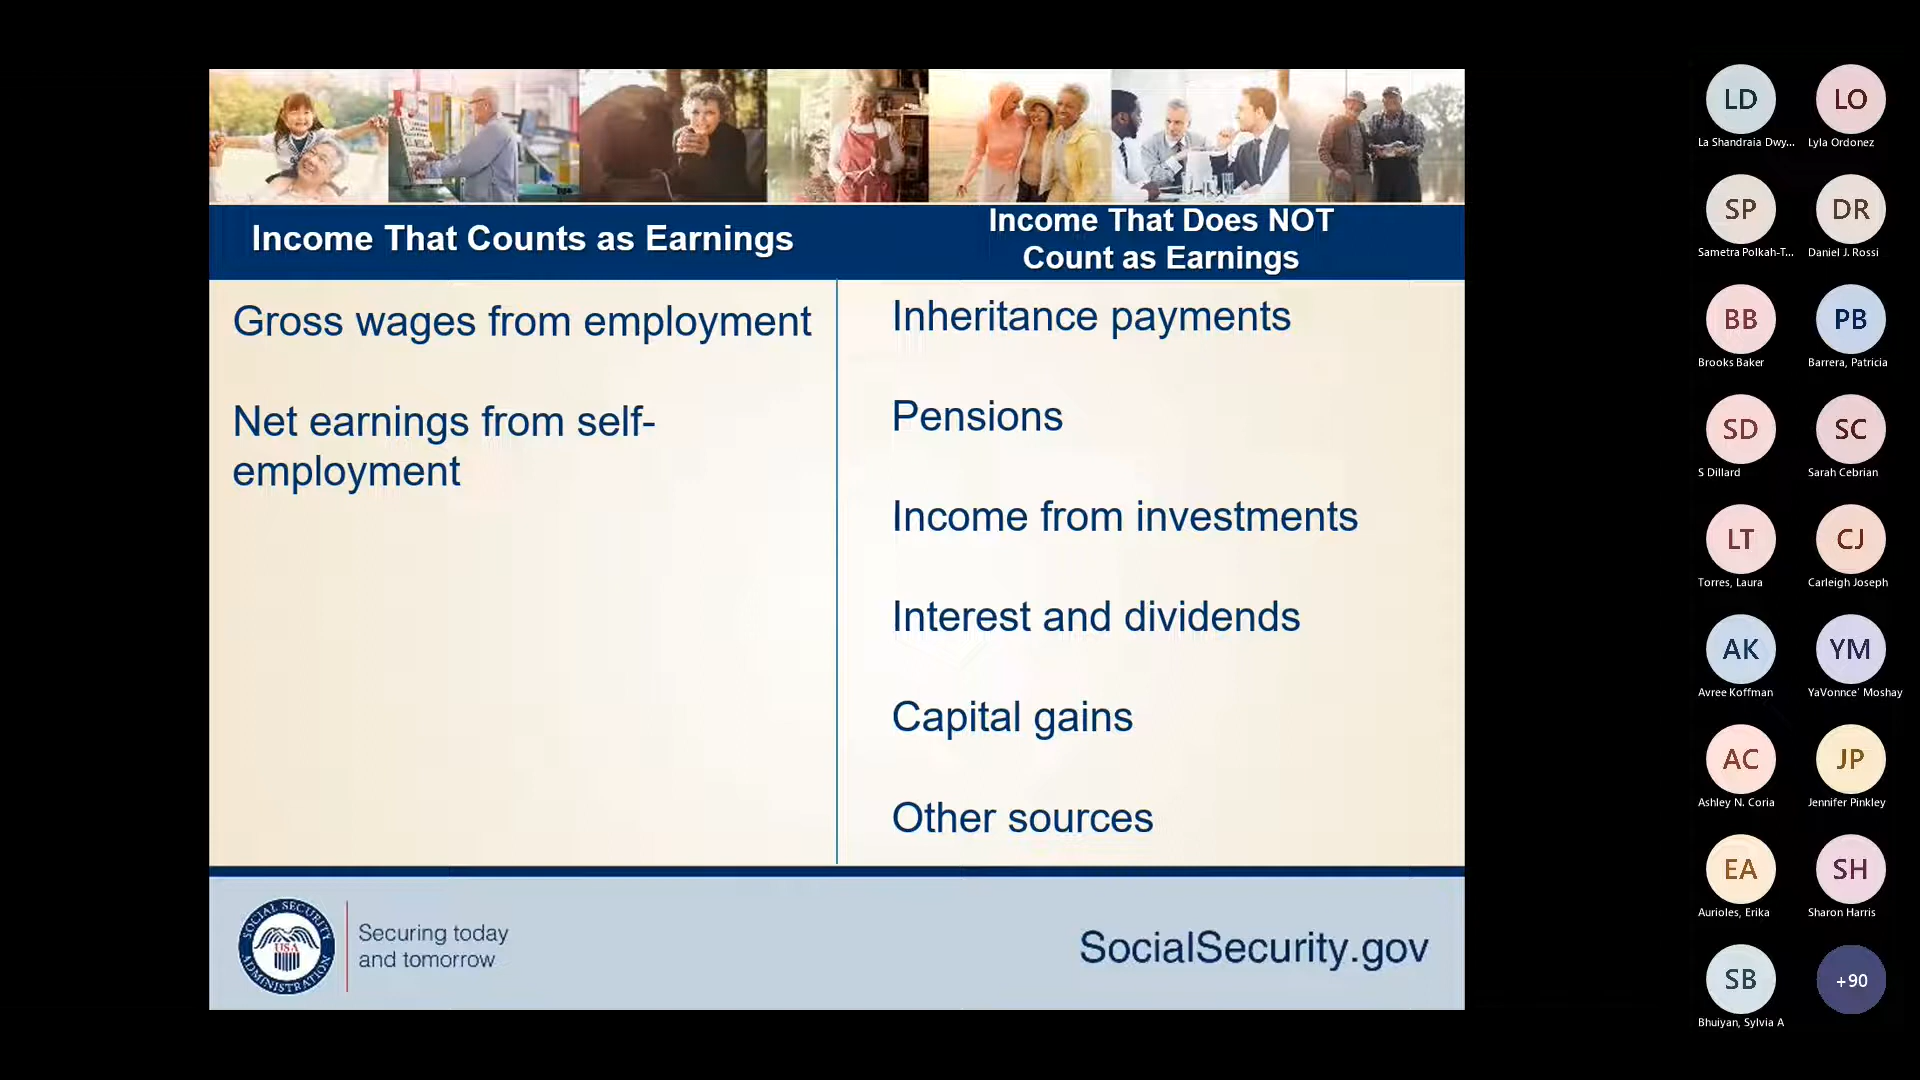 Income That Counts as Earnings
Income That Does NOT
Count as Earnings
Gross wages from employment
Net earnings from self-
employment
Inheritance payments
Pensions
Income from investments
Interest and dividends
Capital gains
Other sources
SOCIAL SECURITY
USA
ADMINISTRATION
Securing today
and tomorrow
SocialSecurity.gov
LD
La Shandraia Dwy...
LO
Lyla Ordonez
SP
Sametra Polkah-T...
DR
Daniel J. Rossi
BB
Brooks Baker
PB
Barrera, Patricia
SD
S Dillard
SC
Sarah Cebrian
LT
Torres, Laura
CJ
Carleigh Joseph
AK
Avree Koffman
YM
YaVonnce' Moshay
AC
Ashley N. Coria
JP
Jennifer Pinkley
EA
Aurioles, Erika
SH
Sharon Harris
SB
Bhuiyan, Sylvia A
+90